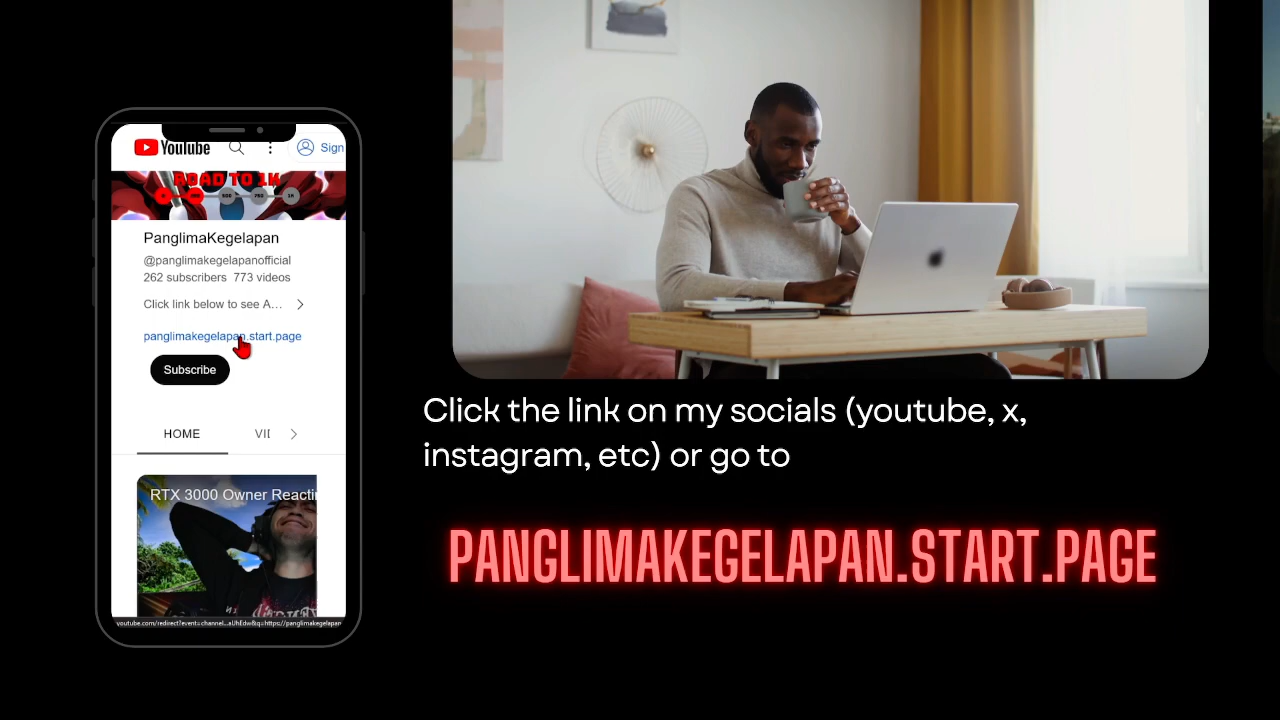 YouTube
Sign
ROAD TO 1K
PanglimaKegelapan
@panglimakegelapanofficial
262 subscribers 773 videos
Click link below to see A...
panglimakegelapan.start.page
Subscribe
HOME
RTX 3000 Owner Reactin
Click the link on my socials (youtube, x,
instagram, etc) or go to
PANGLIMAKEGELAPAN.START.PAGE